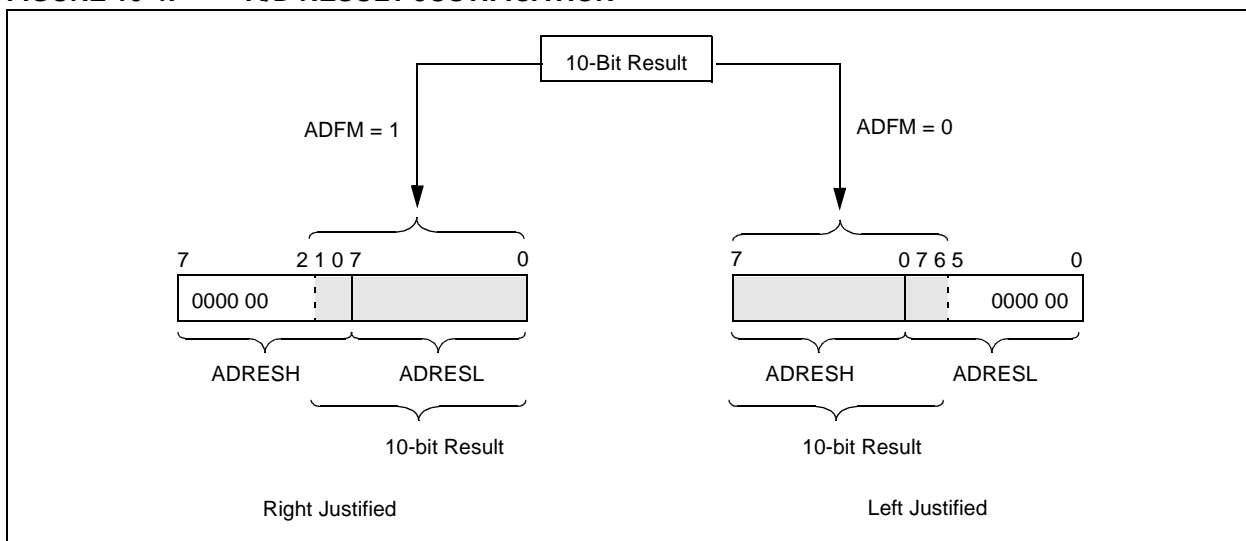 10-Bit Result
ADFM = 1
ADFM = 0
7 2 1 0 7 0
0000 00
ADRESH ADRESL
10-bit Result
Right Justified
7 0 7 6 5 0
0000 00
ADRESH ADRESL
10-bit Result
Left Justified